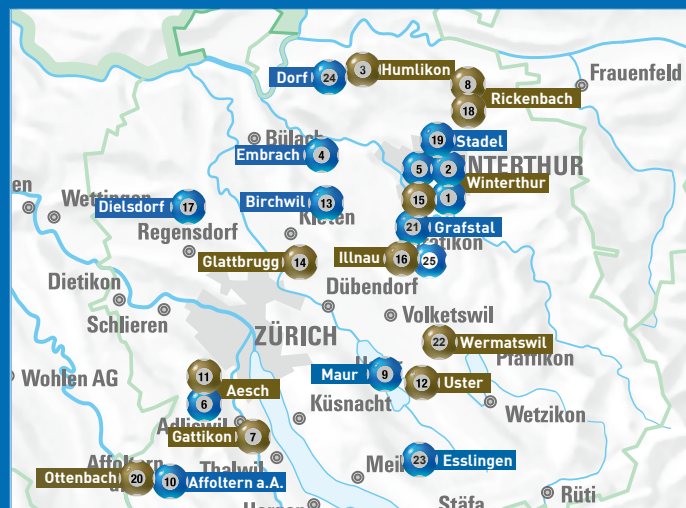 Dorf 24
3 Humlikon
8
Frauenfeld
Rickenbach
18
19 Stadel
Bülach
Embrach 4
5 2
Winterthur
15 1
Wettingen
Dielsdorf 17
Birchwil 13
21 Grafstal
Regensdorf
Glattbrugg 14
Illnau 16 25
Dietikon
Dübendorf
Schlieren
Volketswil
ZÜRICH
22 Wermatswil
Pfäffikon
Wohlen AG
11
Aesch
6
Maur 9
12 Uster
Küsnacht
Wetzikon
Adliswil
Gattikon 7
Thalwil
23 Esslingen
Affoltern
Ottenbach 20
10 Affoltern a.A.
Stäfa
Rüti